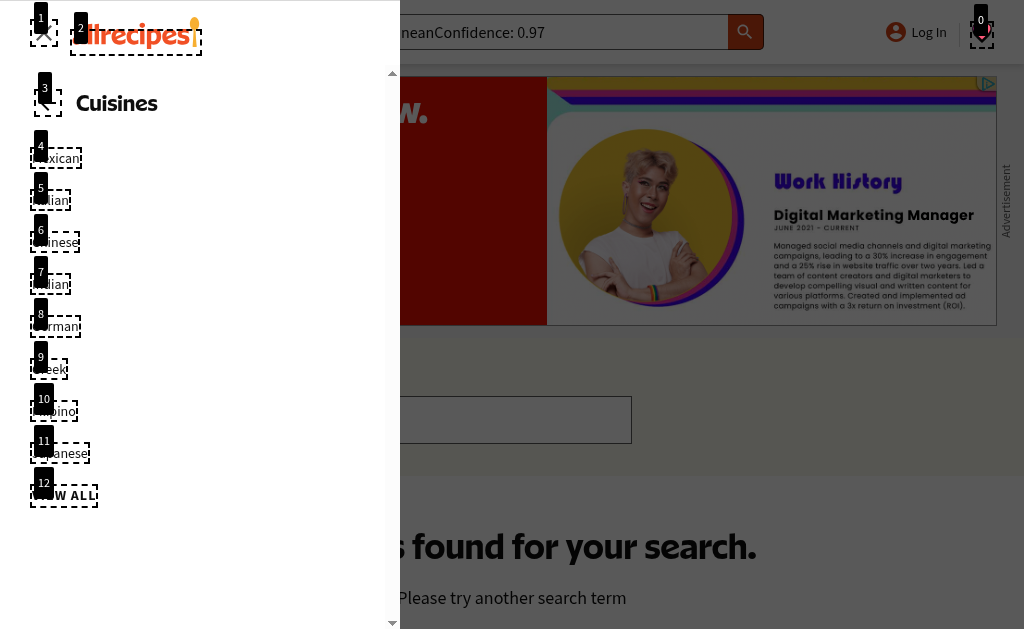 1
2
allrecipes
neanConfidence: 0.97
Log In
0
3
Cuisines
w.
4
Mexican
5
Italian
6
Chinese
7
Indian
8
German
9
Greek
10
Filipino
11
Japanese
12
VIEW ALL
Work History
Digital Marketing Manager
JUNE 2021 - CURRENT
Managed social media channels and digital marketing
campaigns, leading to a 30% increase in engagement
and a 25% rise in website traffic over two years. Led a
team of content creators and digital marketers to
develop compelling visual and written content for
various platforms. Created and implemented ad
campaigns with a 3x return on investment (ROI).
Advertisement
s found for your search.
Please try another search term